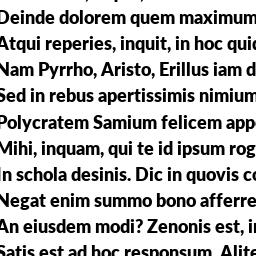 Deinde dolorem quem maximum
Atqui reperies, inquit, in hoc quid
Nam Pyrrho, Aristo, Erillus iam d
Sed in rebus apertissimis nimium
Polycratem Samium felicem appe
Mihi, inquam, qui te id ipsum rog
In schola desinis. Dic in quovis co
Negat enim summo bono afferre
An eiusdem modi? Zenonis est, in
Satis est ad hoc responsum. Alite